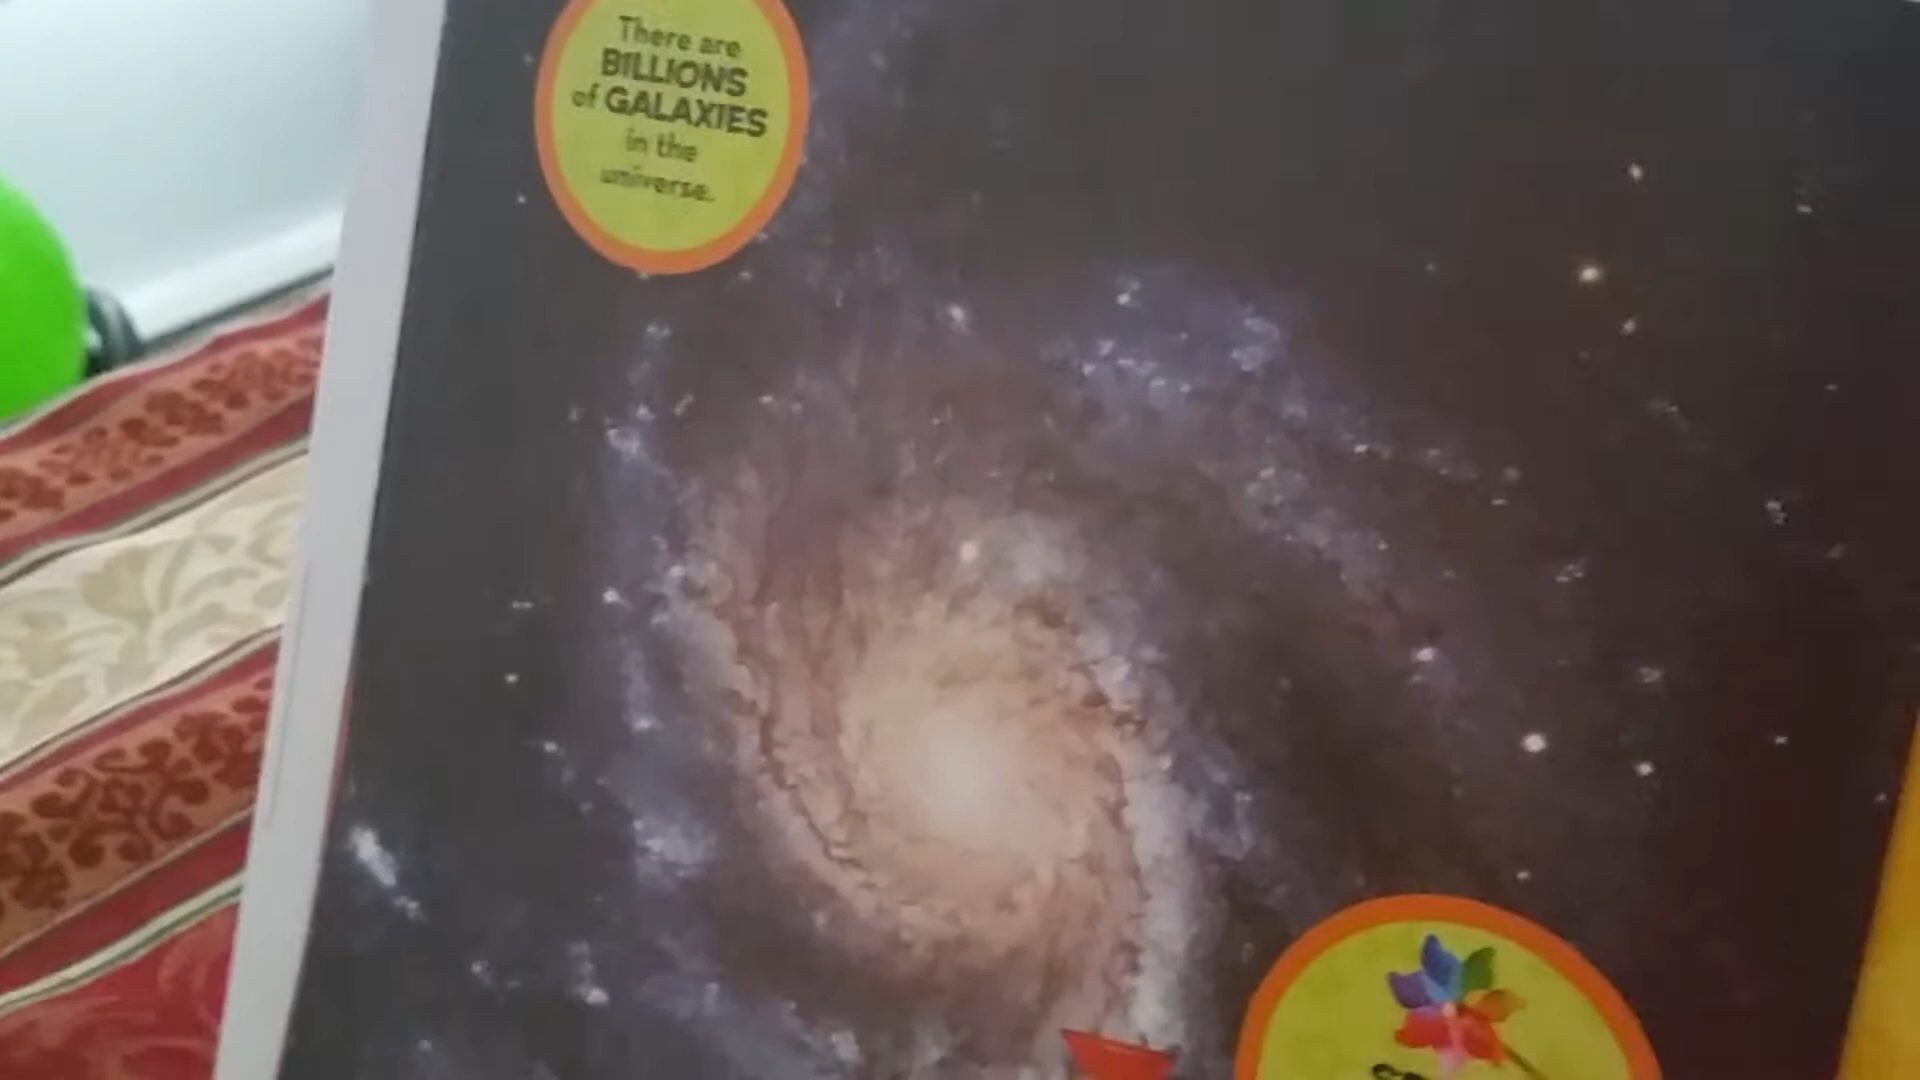 There are
BILLIONS
of GALAXIES
in the
universe.